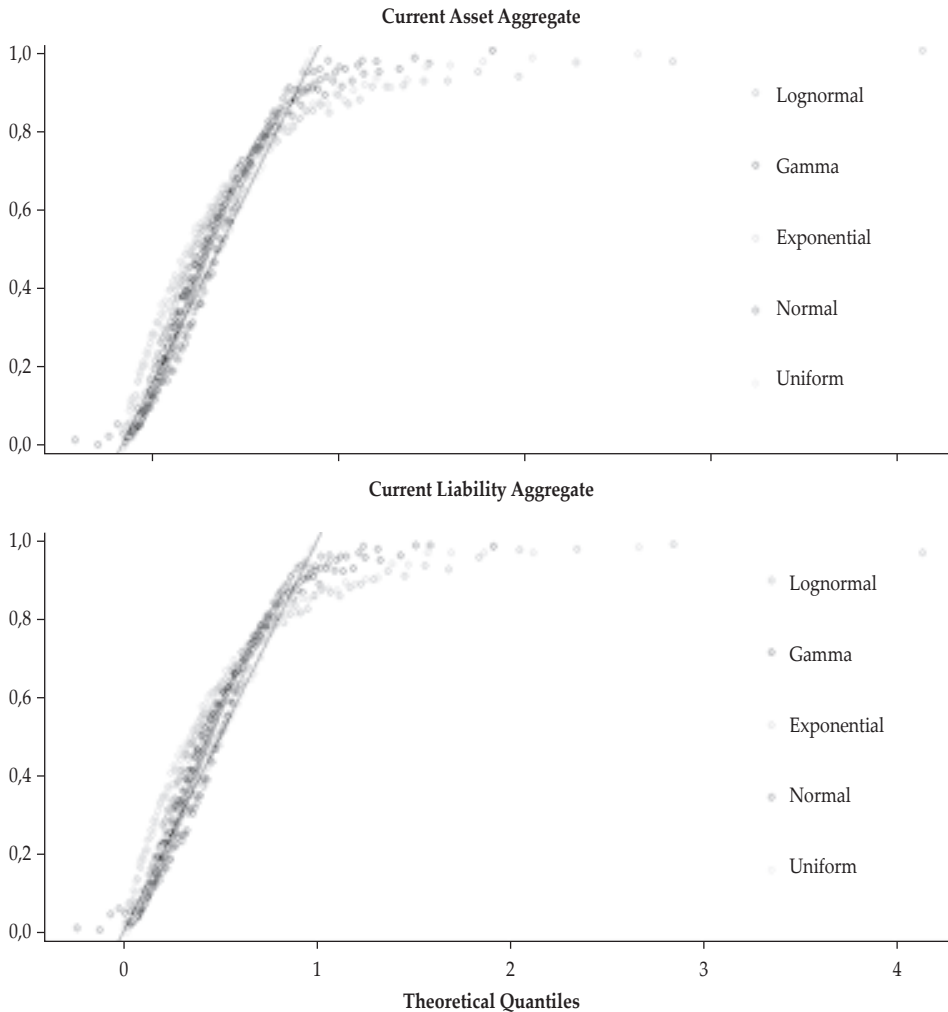 Current Asset Aggregate
1,0
0,8
0,6
0,4
0,2
0,0
Lognormal
Gamma
Exponential
Normal
Uniform
Current Liability Aggregate
1,0
0,8
0,6
0,4
0,2
0,0
Lognormal
Gamma
Exponential
Normal
Uniform
0 1 2 3 4
Theoretical Quantiles